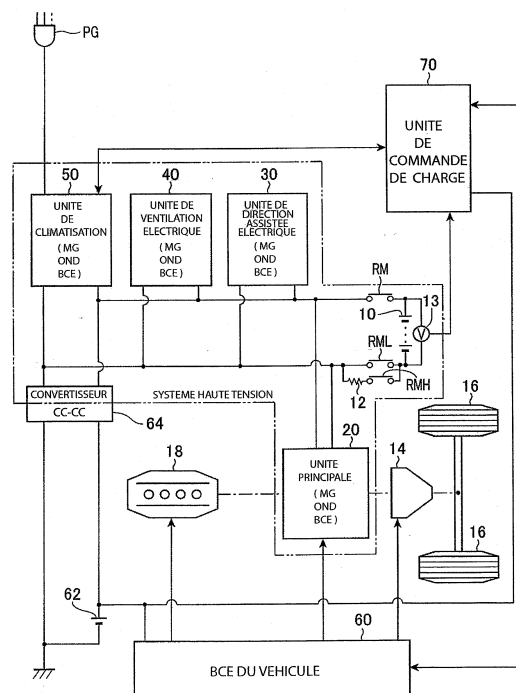 PG
70
UNITE
DE
COMMANDE
DE CHARGE
50
UNITE
DE
CLIMATISATION
( MG
OND
BCE )
40
UNITE DE
VENTILATION
ELECTRIQUE
( MG
OND
BCE )
30
UNITE DE
DIRECTION
ASSISTEE
ELECTRIQUE
( MG
OND
BCE )
RM
10
13
V
RML
RMH
12
CONVERTISSEUR
CC-CC
64
SYSTEME HAUTE TENSION
18
20
UNITE
PRINCIPALE
( MG
OND
BCE )
14
16
16
62
60
BCE DU VEHICULE